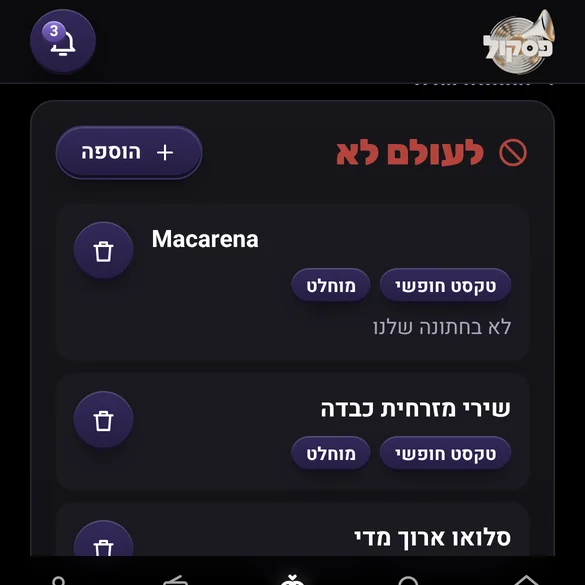 3
פסקול
לעולם לא
הוספה +
Macarena
טקסט חופשי
מוחלט
לא בחתונה שלנו
שירי מזרחית כבדה
טקסט חופשי
מוחלט
סלואו ארוך מדי